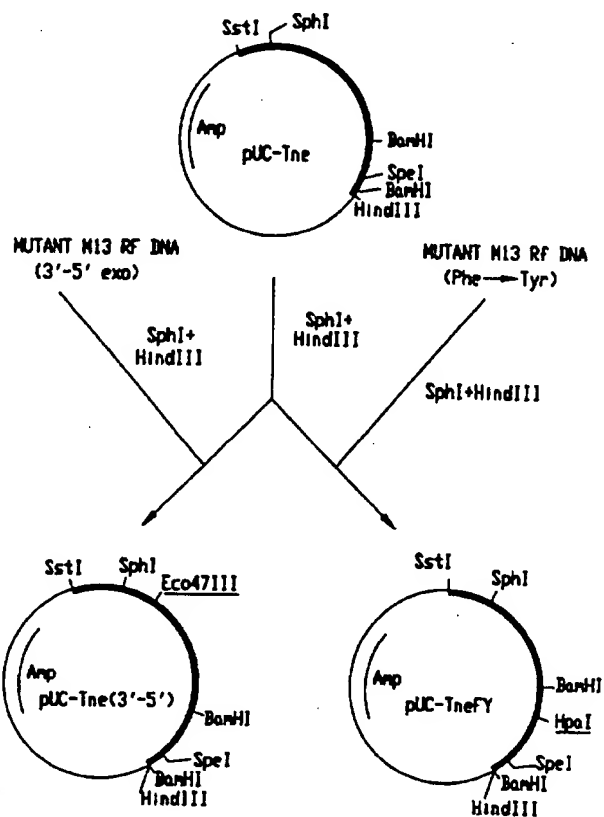 SstI
SphI
Amp
pUC-Tne
BamHI
SpeI
BamHI
HindIII
MUTANT M13 RF DNA
(3'-5' exo)
MUTANT M13 Rf DNA
(Phe→Tyr)
SphI+
HindIII
SphI+
HindIII
SphI+HindIII
SstI
SphI
Eco47III
Amp
pUC-Tne(3'-5')
BamHI
SpeI
BamHI
HindIII
SstI
SphI
Amp
pUC-TneFY
BamHI
HpaI
SpeI
BamHI
HindIII